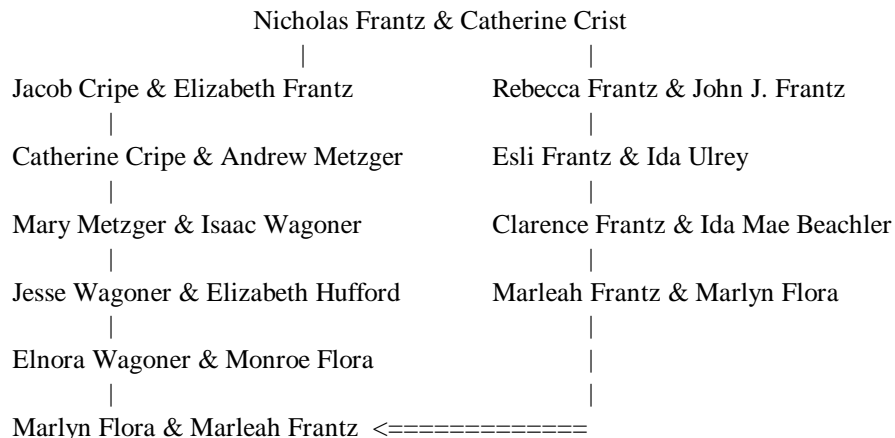 Nicholas Frantz & Catherine Crist
| |
Jacob Cripe & Elizabeth Frantz Rebecca Frantz & John J. Frantz
| |
Catherine Cripe & Andrew Metzger Esli Frantz & Ida Ulrey
| |
Mary Metzger & Isaac Wagoner Clarence Frantz & Ida Mae Beachler
| |
Jesse Wagoner & Elizabeth Hufford Marleah Frantz & Marlyn Flora
| |
Elnora Wagoner & Monroe Flora |
| |
Marlyn Flora & Marleah Frantz <=============